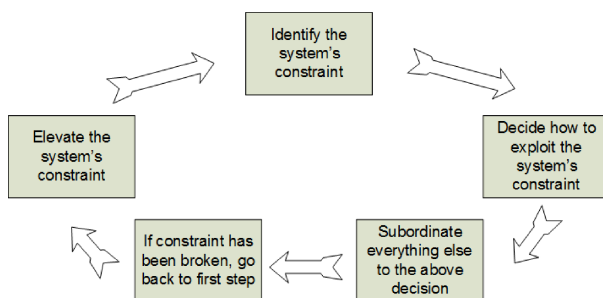 Identify the
system's
constraint
Decide how to
exploit the
system's
constraint
Subordinate
everything else
to the above
decision
If constraint has
been broken, go
back to first step
Elevate the
system's
constraint